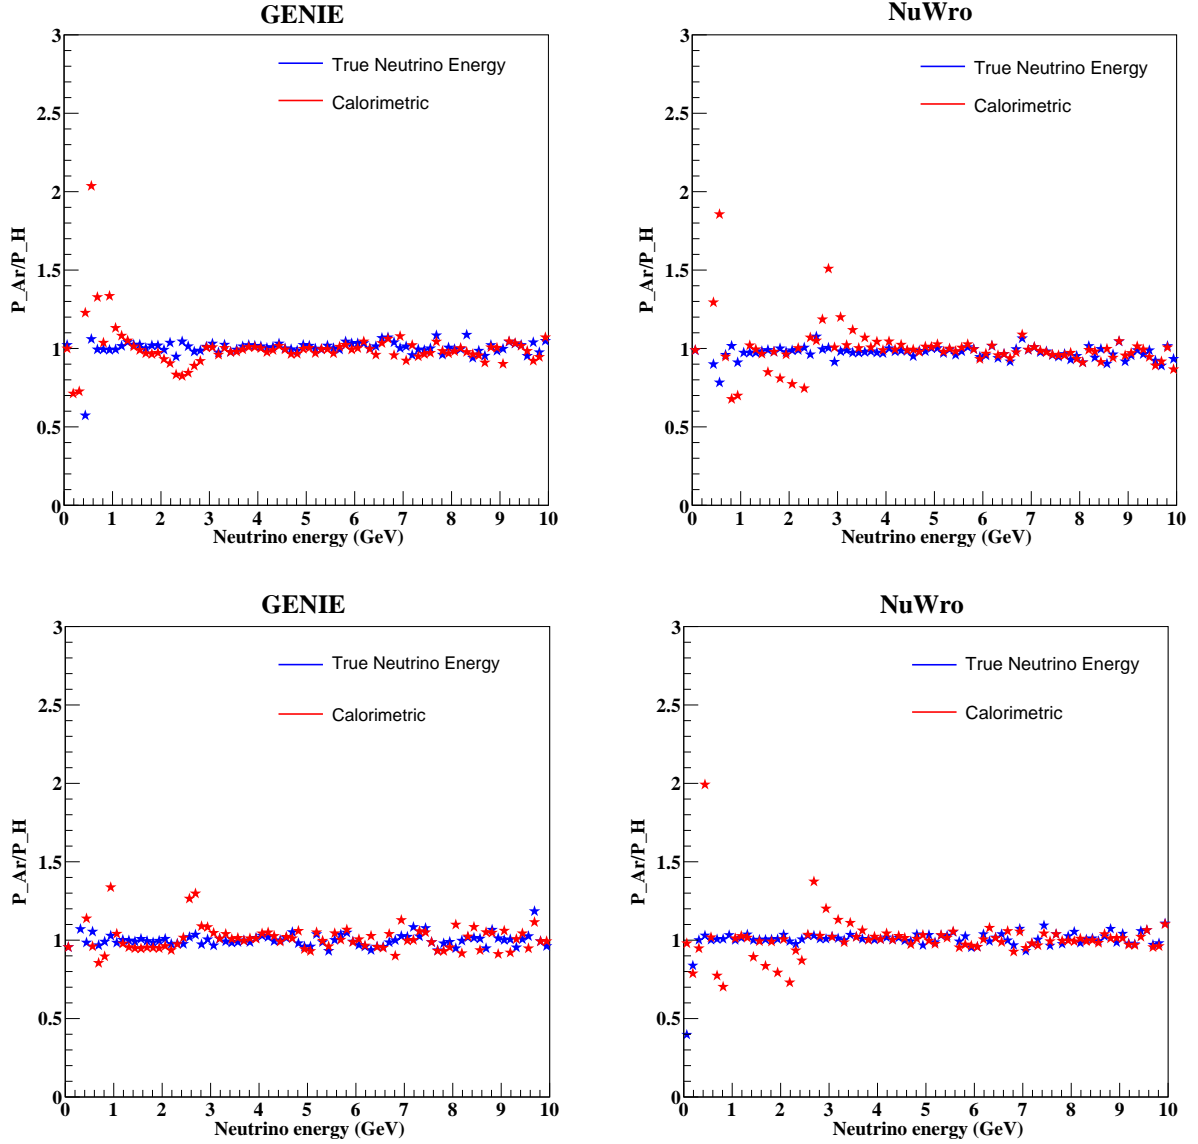 GENIE
3
2.5
2
1.5
1
0.5
0
P_Ar/P_H
True Neutrino Energy
Calorimetric
0 1 2 3 4 5 6 7 8 9 10
Neutrino energy (GeV)
NuWro
3
2.5
2
1.5
1
0.5
0
P_Ar/P_H
True Neutrino Energy
Calorimetric
0 1 2 3 4 5 6 7 8 9 10
Neutrino energy (GeV)
GENIE
3
2.5
2
1.5
1
0.5
0
P_Ar/P_H
True Neutrino Energy
Calorimetric
0 1 2 3 4 5 6 7 8 9 10
Neutrino energy (GeV)
NuWro
3
2.5
2
1.5
1
0.5
0
P_Ar/P_H
True Neutrino Energy
Calorimetric
0 1 2 3 4 5 6 7 8 9 10
Neutrino energy (GeV)